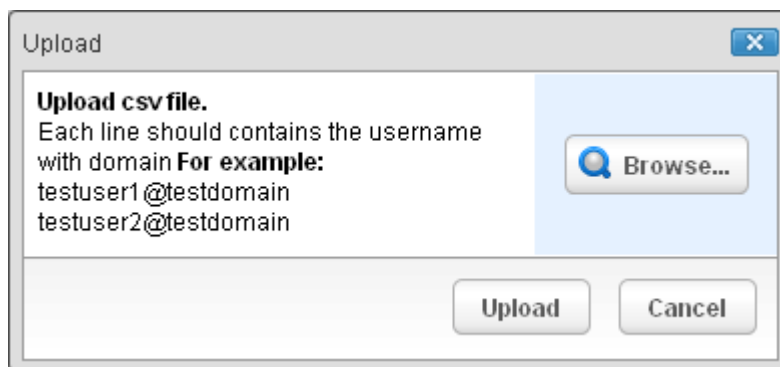 Upload
Upload csv file.
Each line should contains the username
with domain For example:
testuser1@testdomain
testuser2@testdomain
Browse...
Upload
Cancel